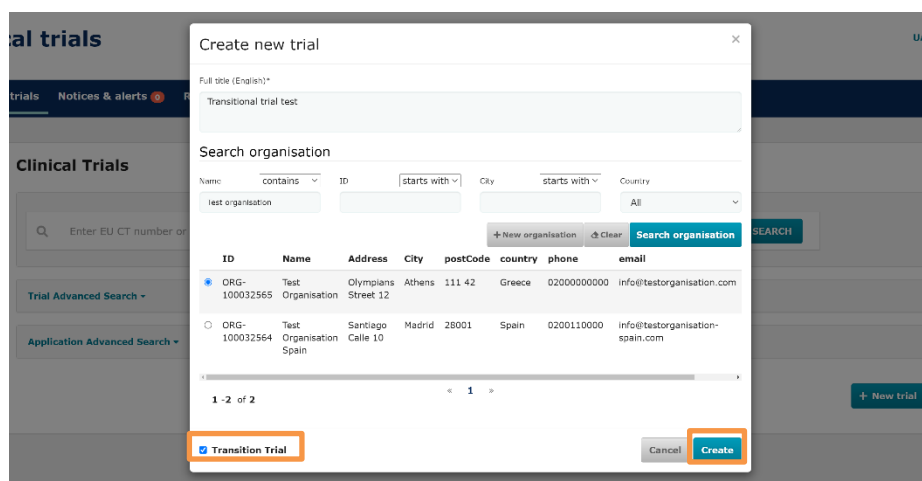 cal trials
trials Notices & alerts 0 R
Clinical Trials
Enter EU CT number or
SEARCH
Trial Advanced Search
Application Advanced Search
+ New trial
Create new trial ×
Full title (English)*
Transitional trial test
Search organisation
Name contains ID starts with City starts with Country
Test organisation All
+ New organisation Clear Search organisation
ID Name Address City postCode country phone email
ORG- Test Olympians Athens 111 42 Greece 02000000000 info@testorganisation.com
100032565 Organisation Street 12
ORG- Test Santiago Madrid 28001 Spain 0200110000 info@testorganisation-
100032564 Organisation Calle 10 spain.com
Spain
« 1 »
1 -2 of 2
Transition Trial Cancel Create